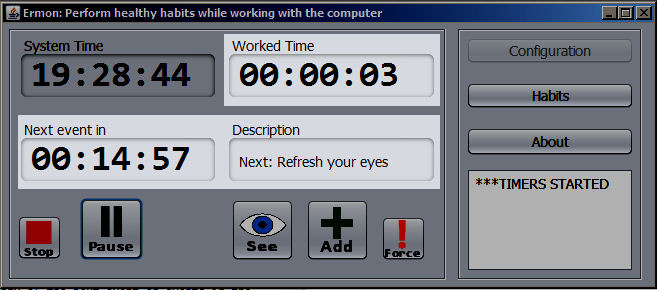 Ermon: Perform healthy habits while working with the computer
System Time
Worked Time
19:28:44
00:00:03
Next event in
Description
00:14:57
Next: Refresh your eyes
Stop
Pause
See
Add
Force
Configuration
Habits
About
***TIMERS STARTED